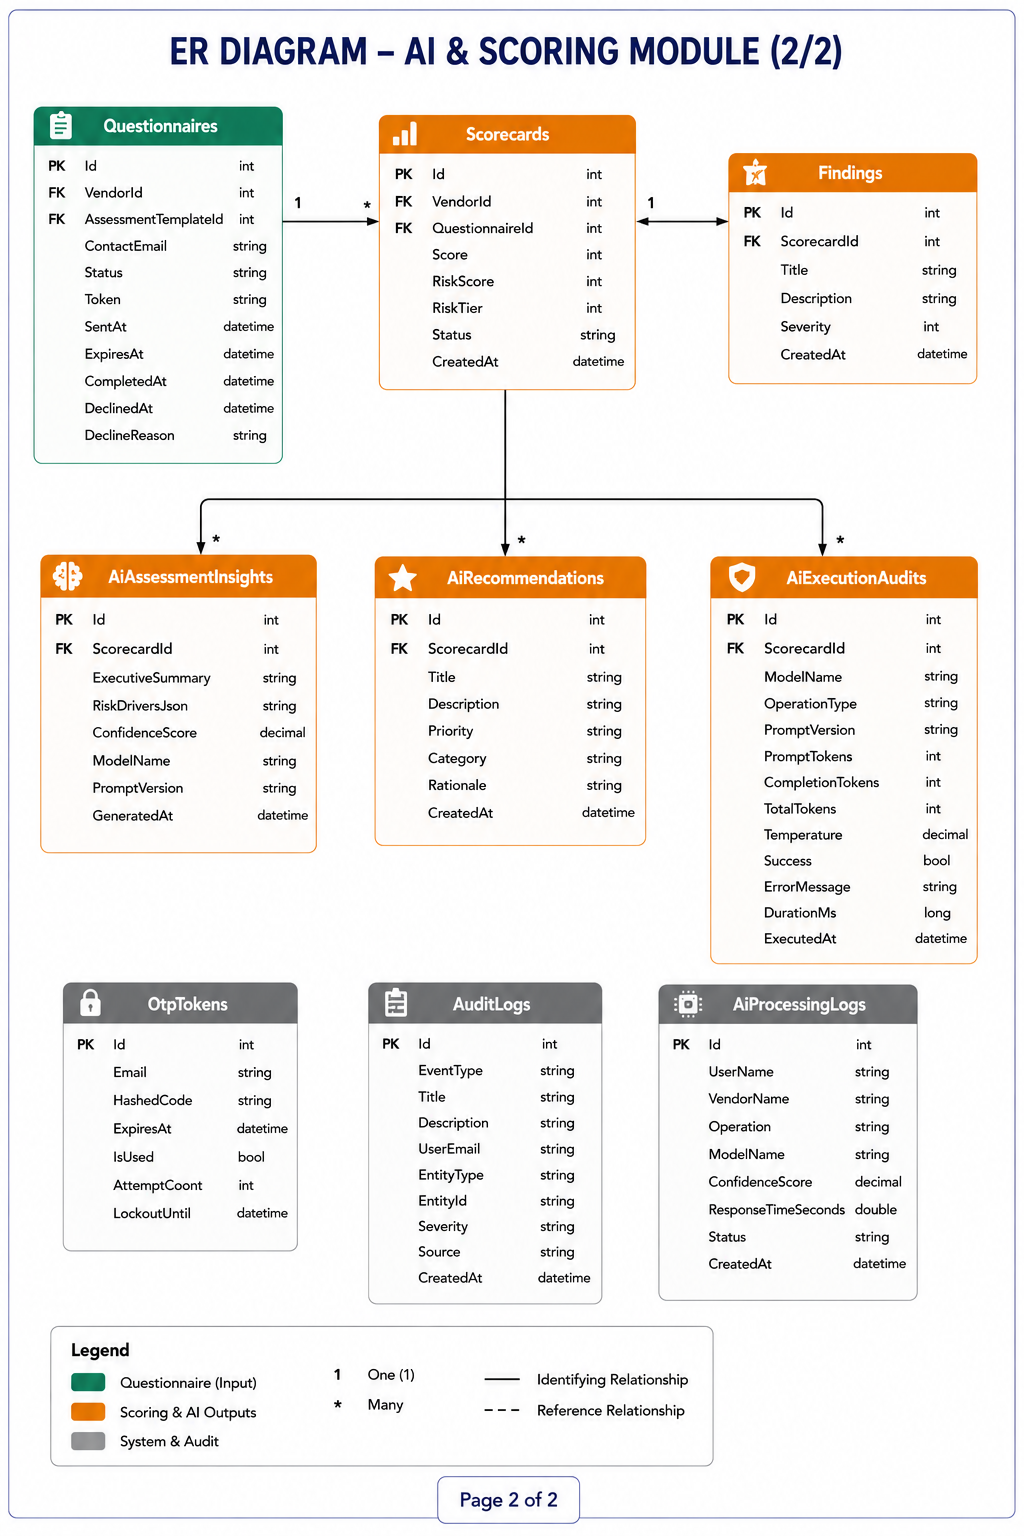 ER DIAGRAM – AI & SCORING MODULE (2/2)
Questionnaires
PK Id int
FK VendorId int
FK AssessmentTemplateId int
ContactEmail string
Status string
Token string
SentAt datetime
ExpiresAt datetime
CompletedAt datetime
DeclinedAt datetime
DeclineReason string
1 *
Scorecards
PK Id int
FK VendorId int
FK QuestionnaireId int
Score int
RiskScore int
RiskTier int
Status string
CreatedAt datetime
1
Findings
PK Id int
FK ScorecardId int
Title string
Description string
Severity int
CreatedAt datetime
* * *
AiAssessmentInsights
PK Id int
FK ScorecardId int
ExecutiveSummary string
RiskDriversJson string
ConfidenceScore decimal
ModelName string
PromptVersion string
GeneratedAt datetime
AiRecommendations
PK Id int
FK ScorecardId int
Title string
Description string
Priority string
Category string
Rationale string
CreatedAt datetime
AiExecutionAudits
PK Id int
FK ScorecardId int
ModelName string
OperationType string
PromptVersion string
PromptTokens int
CompletionTokens int
TotalTokens int
Temperature decimal
Success bool
ErrorMessage string
DurationMs long
ExecutedAt datetime
OtpTokens
PK Id int
Email string
HashedCode string
ExpiresAt datetime
IsUsed bool
AttemptCoont int
LockoutUntil datetime
AuditLogs
PK Id int
EventType string
Title string
Description string
UserEmail string
EntityType string
EntityId string
Severity string
Source string
CreatedAt datetime
AiProcessingLogs
PK Id int
UserName string
VendorName string
Operation string
ModelName string
ConfidenceScore decimal
ResponseTimeSeconds double
Status string
CreatedAt datetime
Legend
Questionnaire (Input)
Scoring & AI Outputs
System & Audit
1 One (1)
* Many
Identifying Relationship
Reference Relationship
Page 2 of 2